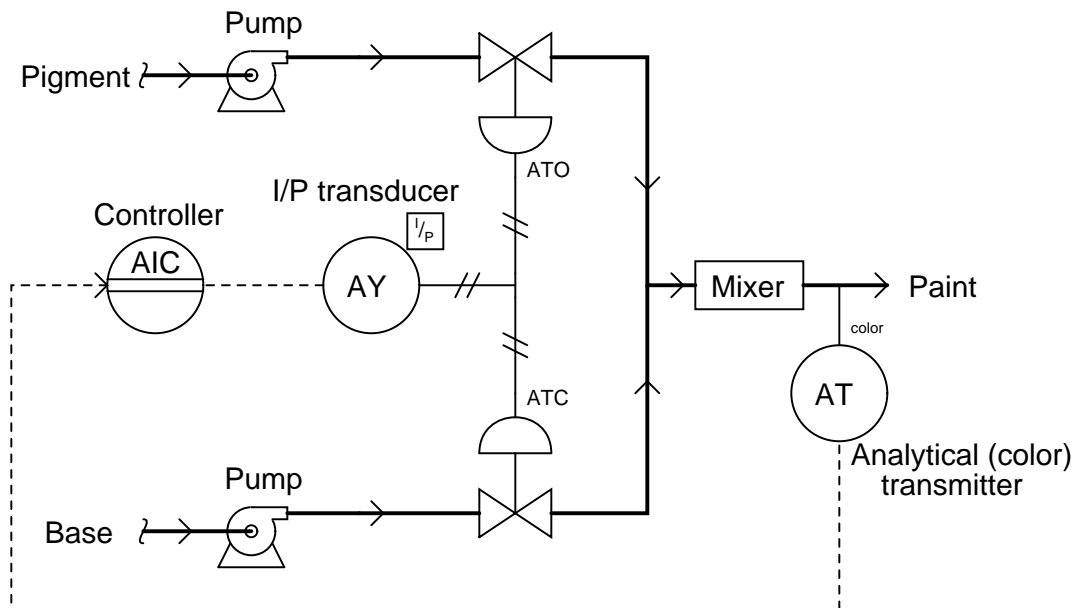 Pump
Pigment
ATO
I/P transducer
I/P
Controller
AIC
AY
Mixer
Paint
color
AT
ATC
Analytical (color)
transmitter
Pump
Base